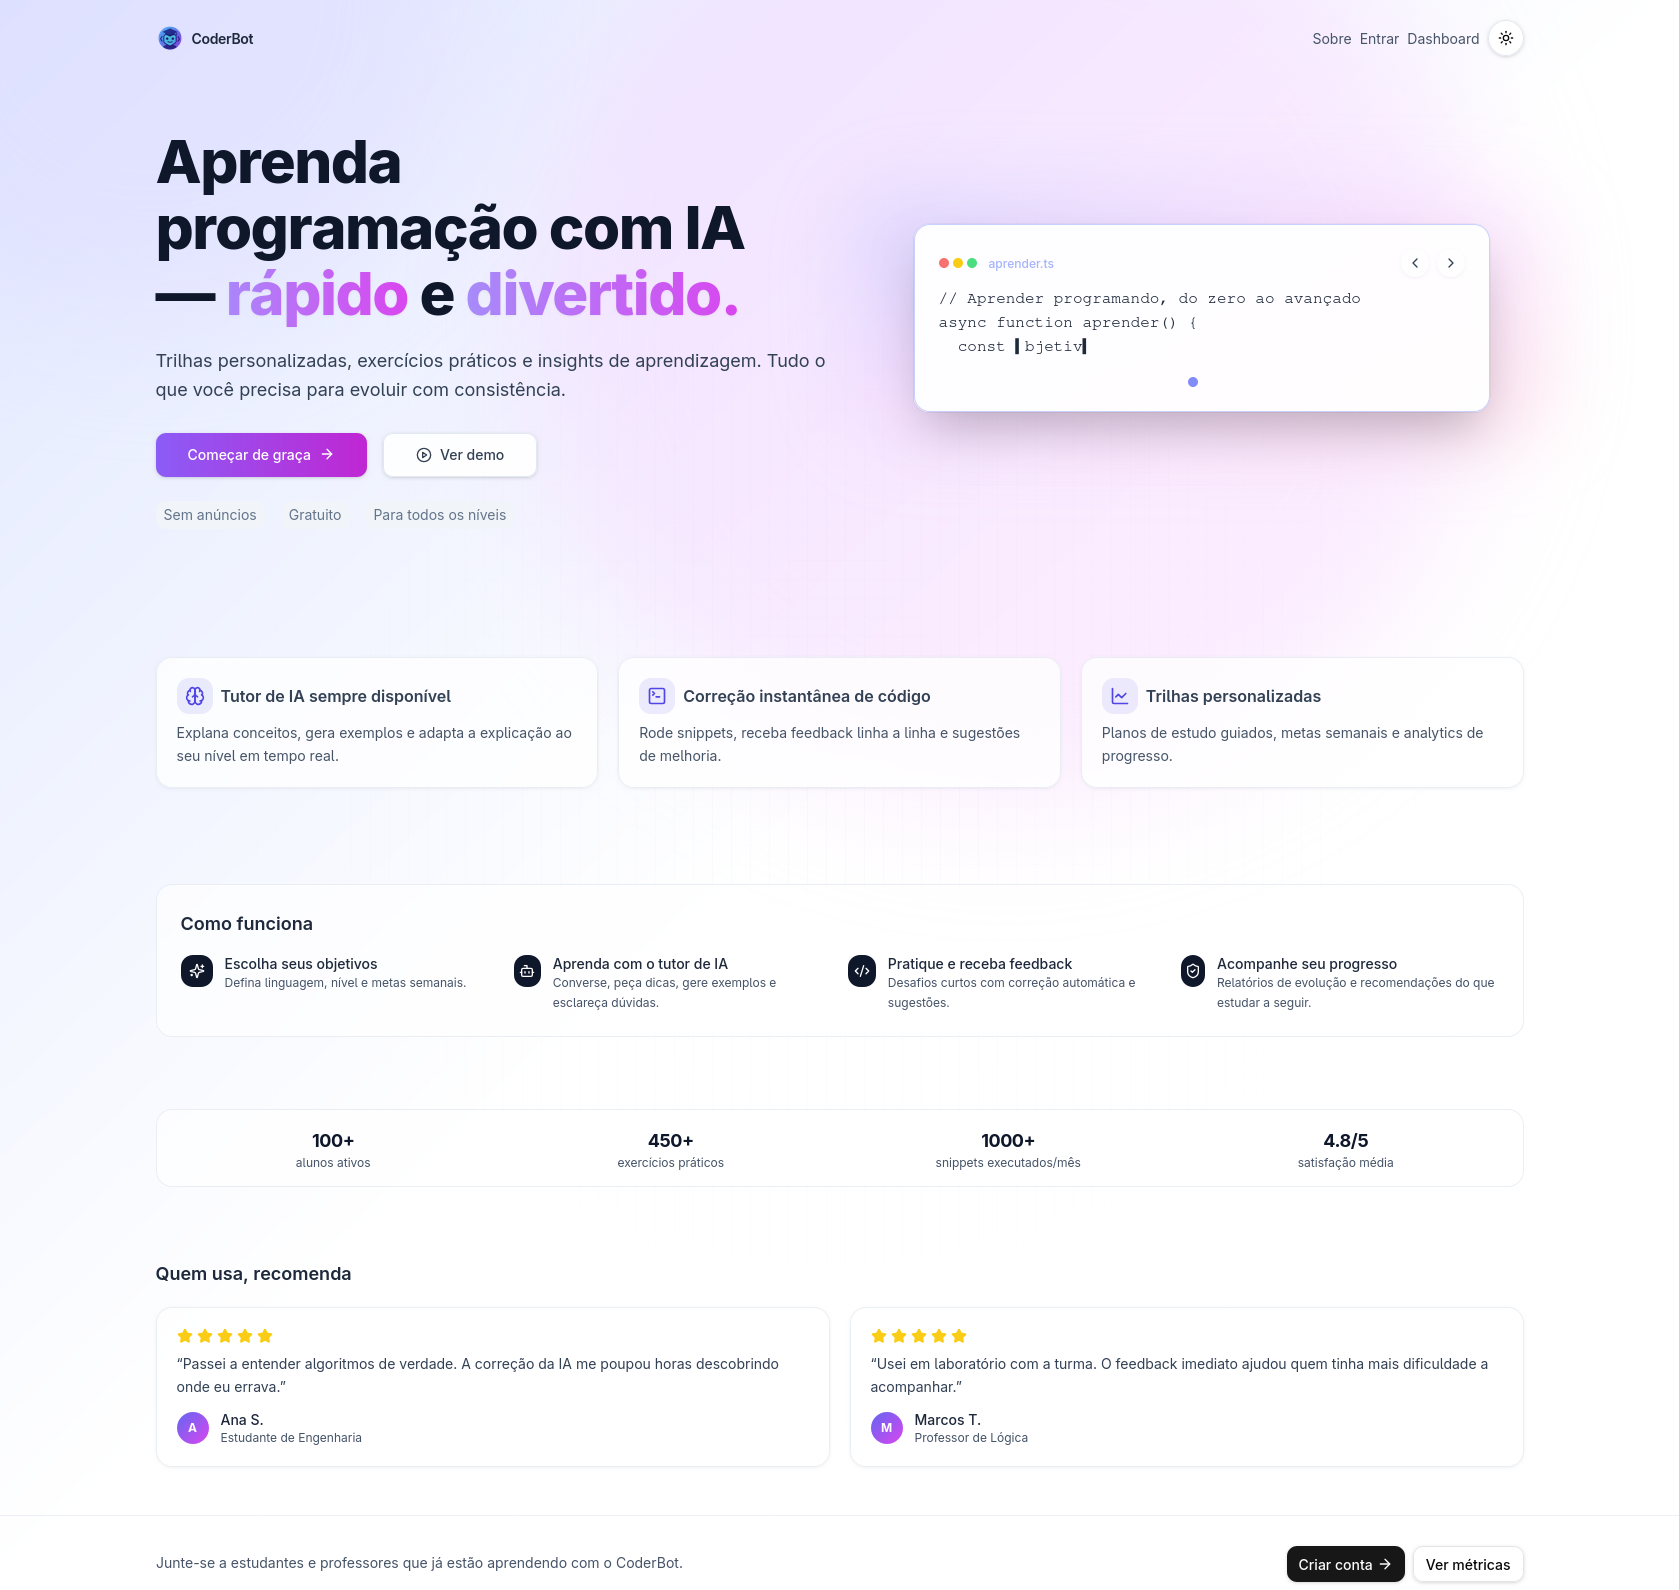 CoderBot
Sobre Entrar Dashboard
Aprenda
programação com IA
— rápido e divertido.
Trilhas personalizadas, exercícios práticos e insights de aprendizagem. Tudo o
que você precisa para evoluir com consistência.
Começar de graça
Ver demo
Sem anúncios
Gratuito
Para todos os níveis
aprender.ts
// Aprender programando, do zero ao avançado
async function aprender() {
const ▌bjetiv▌
Tutor de IA sempre disponível
Explana conceitos, gera exemplos e adapta a explicação ao
seu nível em tempo real.
Correção instantânea de código
Rode snippets, receba feedback linha a linha e sugestões
de melhoria.
Trilhas personalizadas
Planos de estudo guiados, metas semanais e analytics de
progresso.
Como funciona
Escolha seus objetivos
Defina linguagem, nível e metas semanais.
Aprenda com o tutor de IA
Converse, peça dicas, gere exemplos e
esclareça dúvidas.
Pratique e receba feedback
Desafios curtos com correção automática e
sugestões.
Acompanhe seu progresso
Relatórios de evolução e recomendações do que
estudar a seguir.
100+
alunos ativos
450+
exercícios práticos
1000+
snippets executados/mês
4.8/5
satisfação média
Quem usa, recomenda
“Passei a entender algoritmos de verdade. A correção da IA me poupou horas descobrindo
onde eu errava.”
A
Ana S.
Estudante de Engenharia
“Usei em laboratório com a turma. O feedback imediato ajudou quem tinha mais dificuldade a
acompanhar.”
M
Marcos T.
Professor de Lógica
Junte-se a estudantes e professores que já estão aprendendo com o CoderBot.
Criar conta
Ver métricas